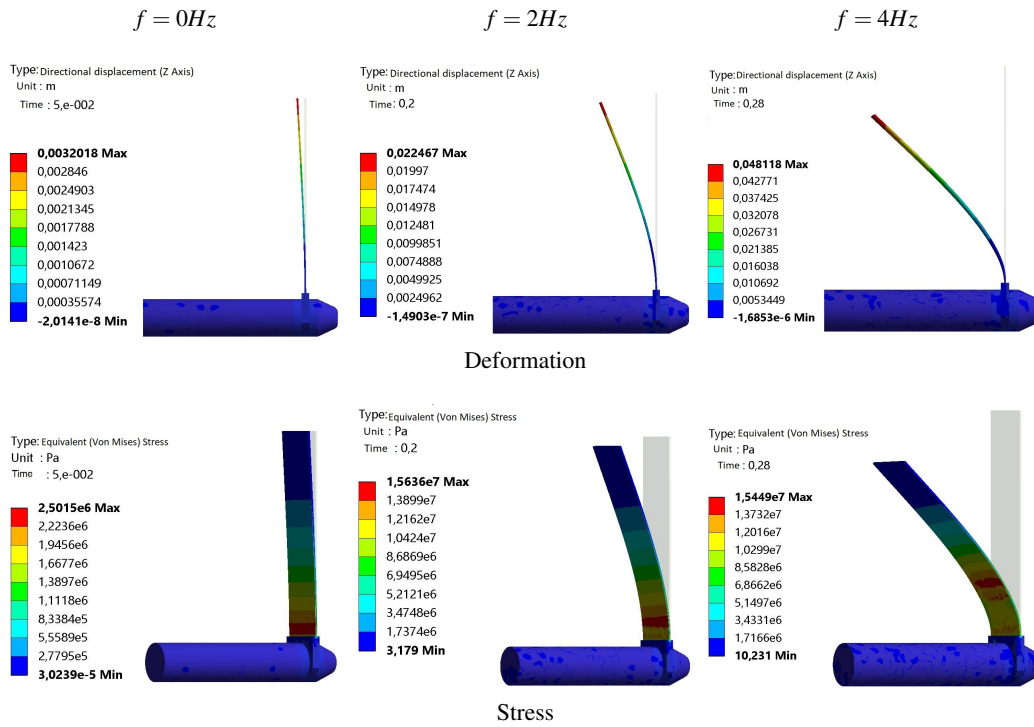 f = 0Hz
f = 2Hz
f = 4Hz
Type: Directional displacement (Z Axis)
Unit : m
Time : 5,e-002
0,0032018 Max
0,002846
0,0024903
0,0021345
0,0017788
0,001423
0,0010672
0,00071149
0,00035574
-2,0141e-8 Min
Type: Directional displacement (Z Axis)
Unit : m
Time : 0,2
0,022467 Max
0,01997
0,017474
0,014978
0,012481
0,0099851
0,0074888
0,0049925
0,0024962
-1,4903e-7 Min
Type: Directional displacement (Z Axis)
Unit : m
Time : 0,28
0,048118 Max
0,042771
0,037425
0,032078
0,026731
0,021385
0,016038
0,010692
0,0053449
-1,6853e-6 Min
Deformation
Type: Equivalent (Von Mises) Stress
Unit : Pa
Time : 5,e-002
2,5015e6 Max
2,2236e6
1,9456e6
1,6677e6
1,3897e6
1,1118e6
8,3384e5
5,5589e5
2,7795e5
3,0239e-5 Min
Type: Equivalent (Von Mises) Stress
Unit : Pa
Time : 0,2
1,5636e7 Max
1,3899e7
1,2162e7
1,0424e7
8,6869e6
6,9495e6
5,2121e6
3,4748e6
1,7374e6
3,179 Min
Type: Equivalent (Von Mises) Stress
Unit : Pa
Time : 0,28
1,5449e7 Max
1,3732e7
1,2016e7
1,0299e7
8,5828e6
6,8662e6
5,1497e6
3,4331e6
1,7166e6
10,231 Min
Stress